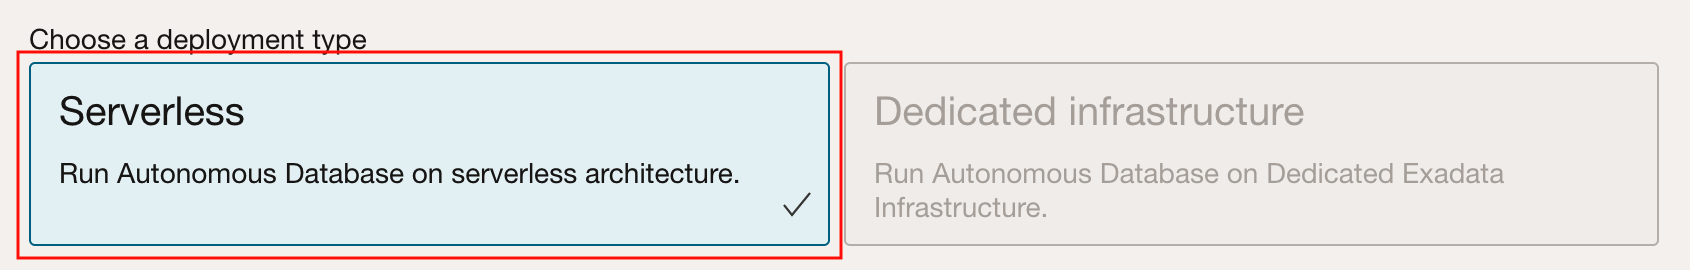 Choose a deployment type
Serverless
Run Autonomous Database on serverless architecture.
Dedicated infrastructure
Run Autonomous Database on Dedicated Exadata
Infrastructure.